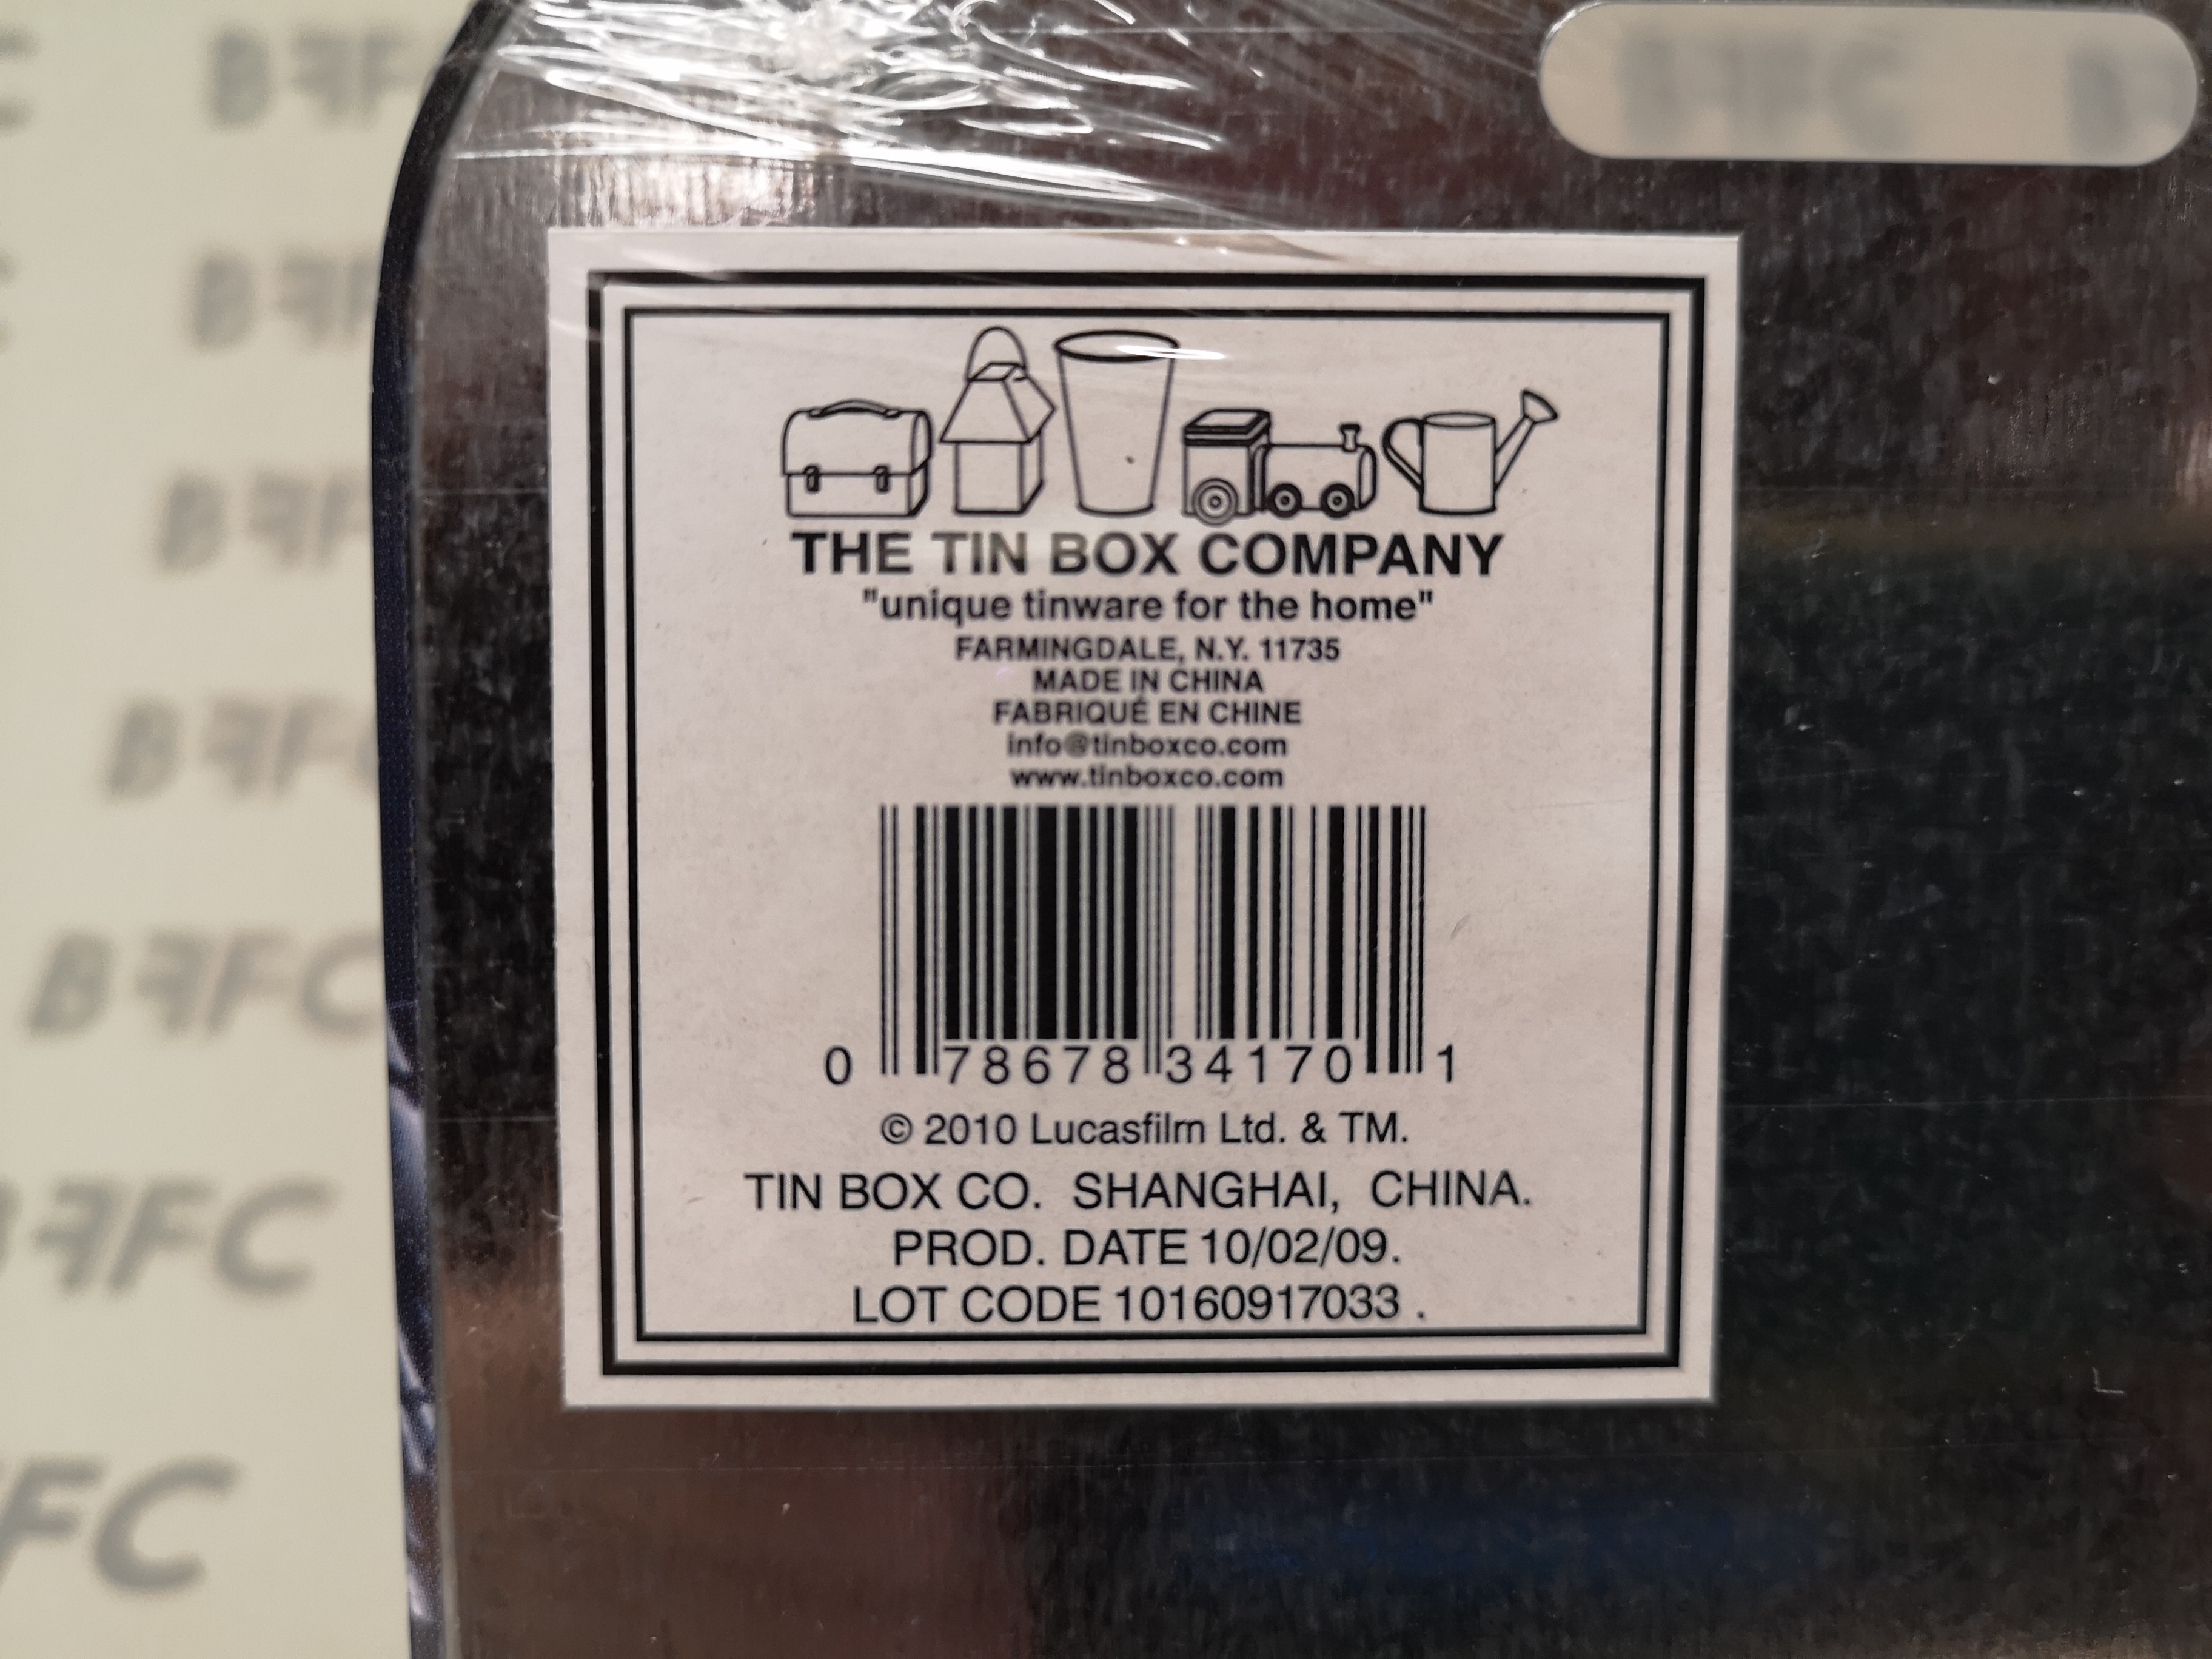 THE TIN BOX COMPANY
"unique tinware for the home"
FARMINGDALE, N.Y. 11735
MADE IN CHINA
FABRIQUÉ EN CHINE
info@tinboxco.com
www.tinboxco.com
0 78678 34170 1
© 2010 Lucasfilm Ltd. & TM.
TIN BOX CO. SHANGHAI, CHINA.
PROD. DATE 10/02/09.
LOT CODE 10160917033 .